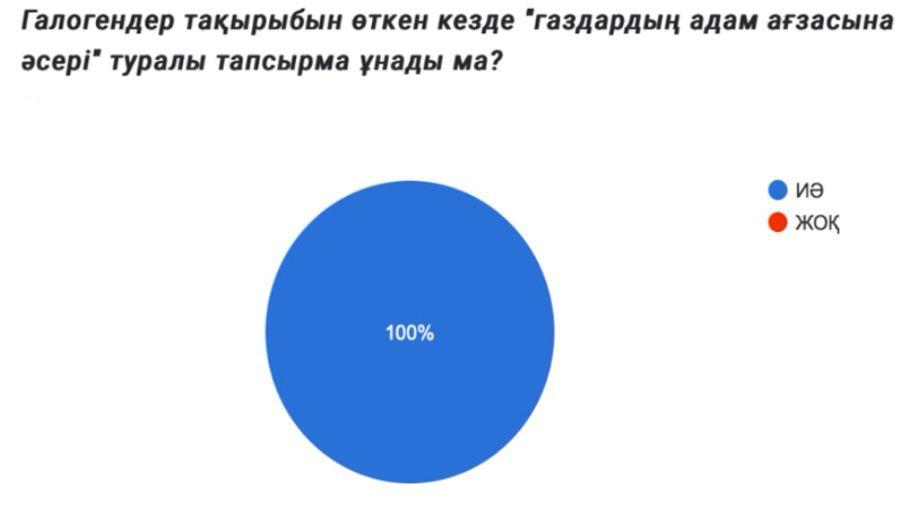 Галогендер тақырыбын өткен кезде "газдардың адам ағзасына
әсері" туралы тапсырма ұнады ма?
иә
жоқ
100%